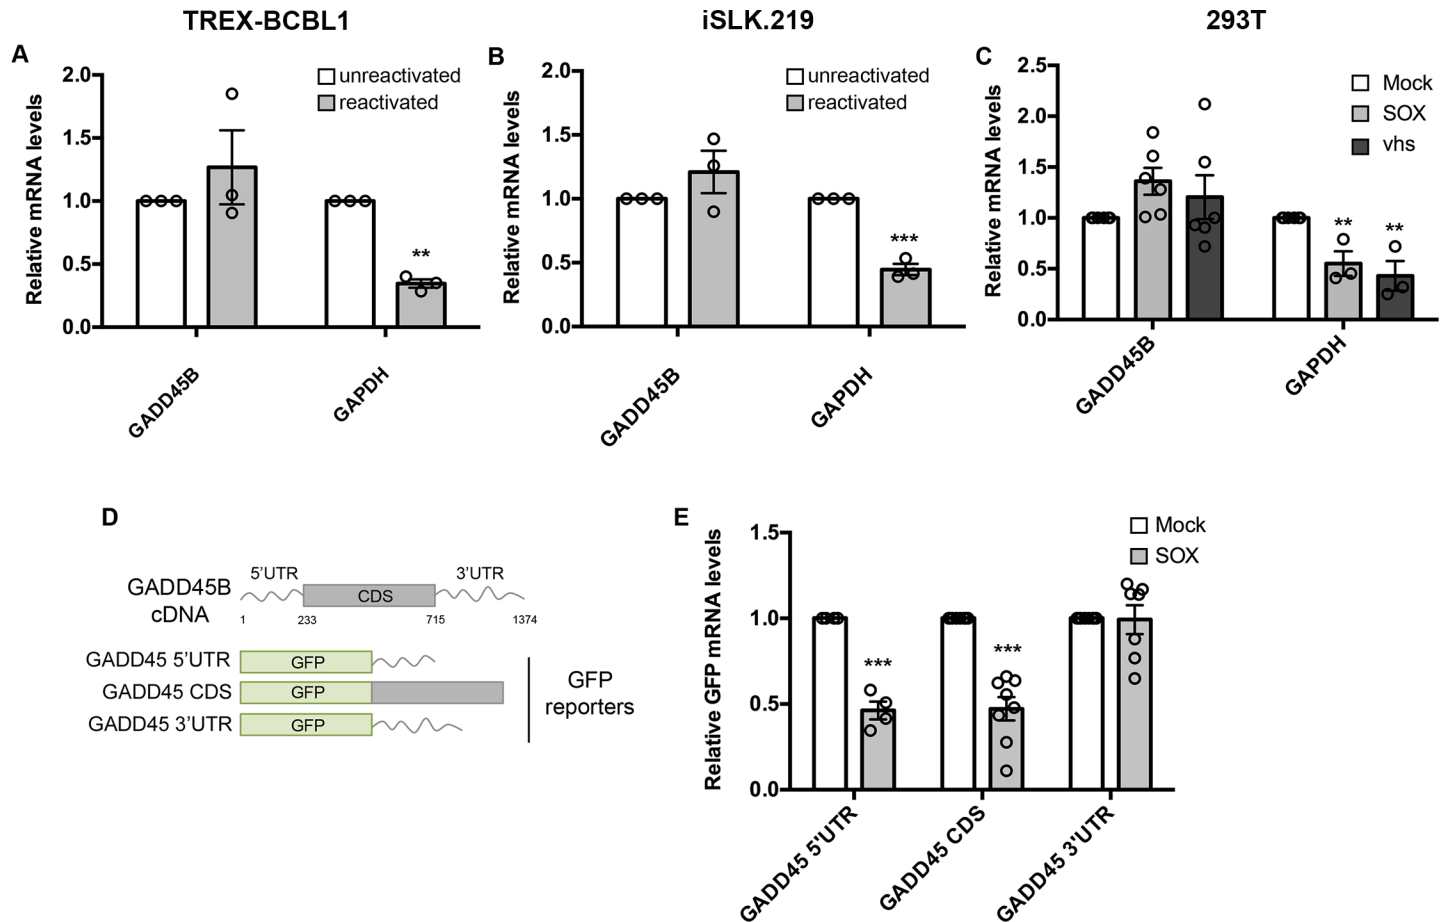 TREX-BCBL1
iSLK.219
293T
A
Relative mRNA levels
2.0
1.5
1.0
0.5
0.0
unreactivated
reactivated
**
GADD45B
GAPDH
B
Relative mRNA levels
2.0
1.5
1.0
0.5
0.0
unreactivated
reactivated
***
GADD45B
GAPDH
C
Relative mRNA levels
2.5
2.0
1.5
1.0
0.5
0.0
Mock
SOX
vhs
**
**
GADD45B
GAPDH
D
5'UTR
3'UTR
GADD45B
cDNA
CDS
1
233
715
1374
GADD45 5'UTR
GFP
GADD45 CDS
GFP
GADD45 3'UTR
GFP
GFP
reporters
E
Relative GFP mRNA levels
1.5
1.0
0.5
0.0
Mock
SOX
***
***
GADD45 5'UTR
GADD45 CDS
GADD45 3'UTR